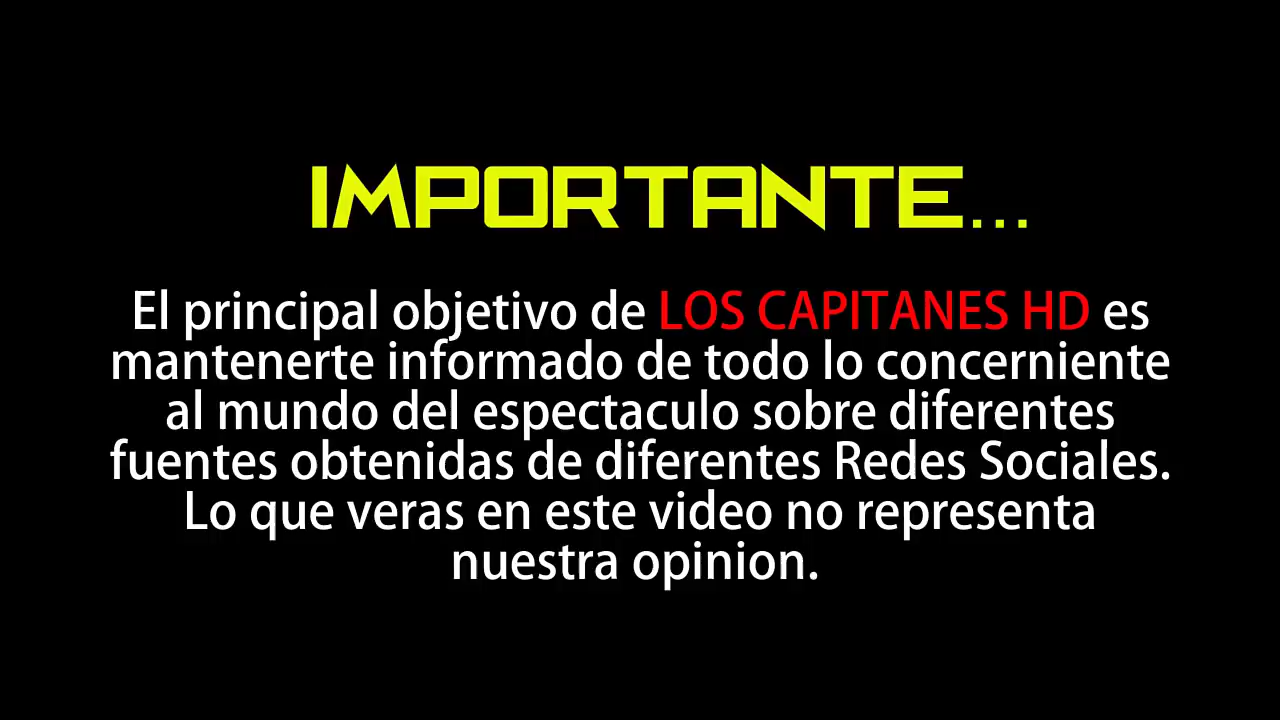 IMPORTANTE...
El principal objetivo de LOS CAPITANES HD es
mantenerte informado de todo lo concerniente
al mundo del espectaculo sobre diferentes
fuentes obtenidas de diferentes Redes Sociales.
Lo que veras en este video no representa
nuestra opinion.